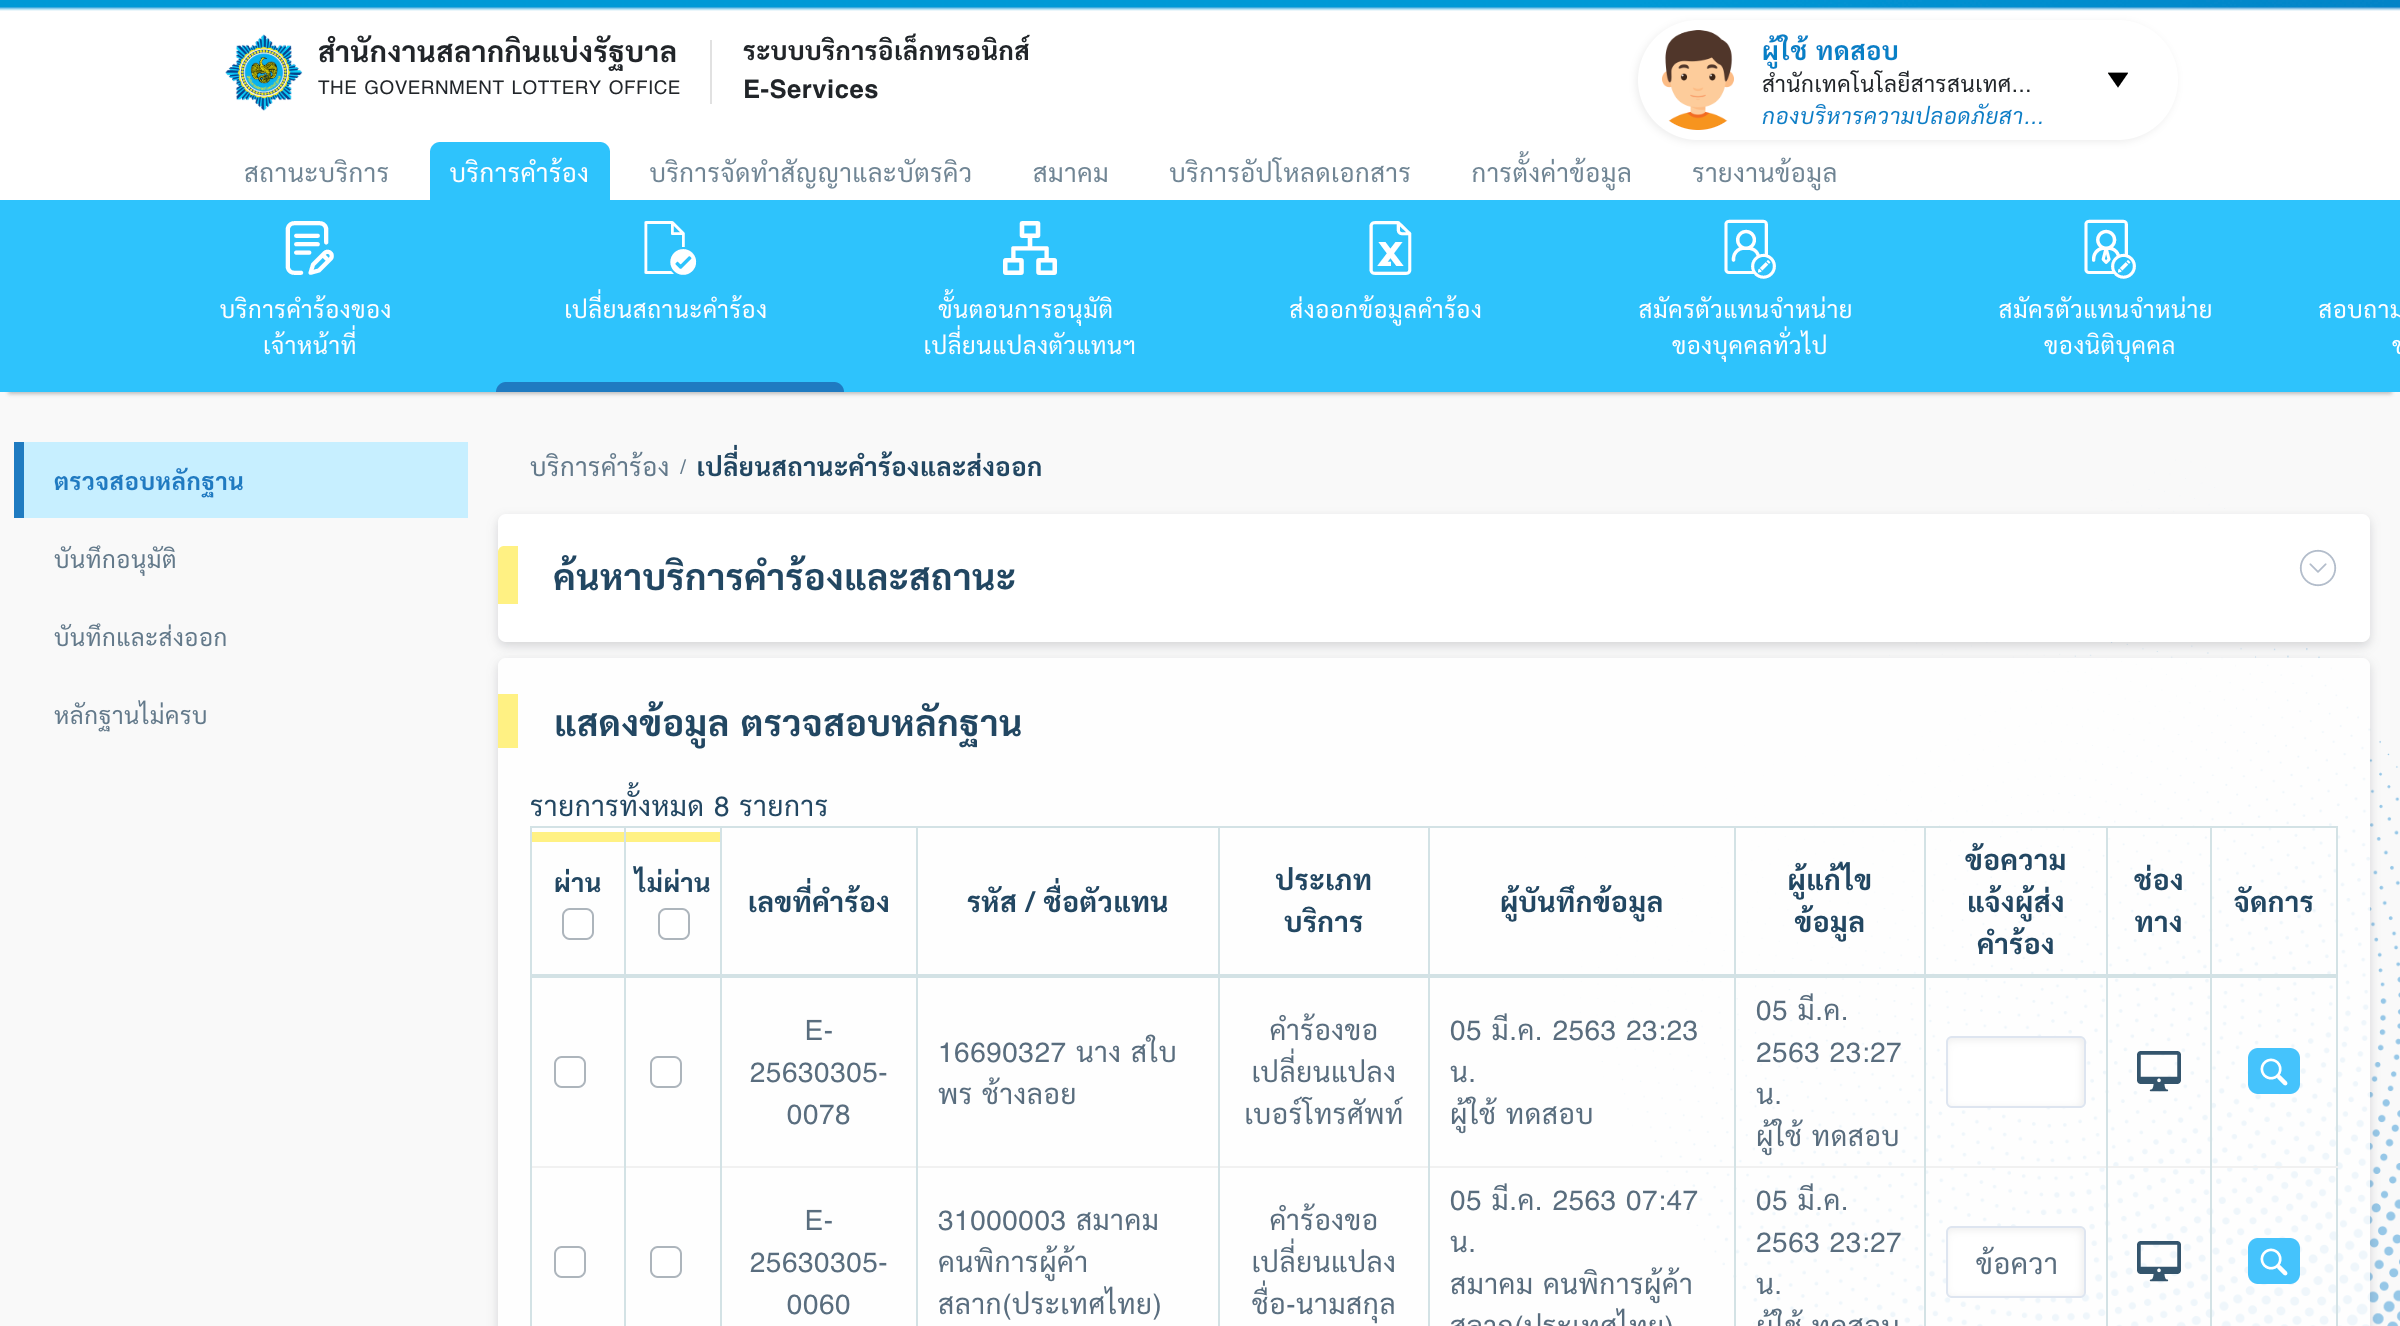 สำนักงานสลากกินแบ่งรัฐบาล
THE GOVERNMENT LOTTERY OFFICE
ระบบบริการอิเล็กทรอนิกส์
E-Services
ผู้ใช้ ทดสอบ
สำนักเทคโนโลยีสารสนเทศ...
กองบริหารความปลอดภัยสา...
สถานะบริการ
บริการคำร้อง
บริการจัดทำสัญญาและบัตรคิว
สมาคม
บริการอัปโหลดเอกสาร
การตั้งค่าข้อมูล
รายงานข้อมูล
บริการคำร้องของ
เจ้าหน้าที่
เปลี่ยนสถานะคำร้อง
ขั้นตอนการอนุมัติ
เปลี่ยนแปลงตัวแทนฯ
ส่งออกข้อมูลคำร้อง
สมัครตัวแทนจำหน่าย
ของบุคคลทั่วไป
สมัครตัวแทนจำหน่าย
ของนิติบุคคล
สอบถาม
ตรวจสอบหลักฐาน
บันทึกอนุมัติ
บันทึกและส่งออก
หลักฐานไม่ครบ
บริการคำร้อง / เปลี่ยนสถานะคำร้องและส่งออก
ค้นหาบริการคำร้องและสถานะ
แสดงข้อมูล ตรวจสอบหลักฐาน
รายการทั้งหมด 8 รายการ
ผ่าน
ไม่ผ่าน
เลขที่คำร้อง
รหัส / ชื่อตัวแทน
ประเภท
บริการ
ผู้บันทึกข้อมูล
ผู้แก้ไข
ข้อมูล
ข้อความ
แจ้งผู้ส่ง
คำร้อง
ช่อง
ทาง
จัดการ
E-
25630305-
0078
16690327 นาง สใบ
พร ช้างลอย
คำร้องขอ
เปลี่ยนแปลง
เบอร์โทรศัพท์
05 มี.ค. 2563 23:23
น.
ผู้ใช้ ทดสอบ
05 มี.ค.
2563 23:27
น.
ผู้ใช้ ทดสอบ
E-
25630305-
0060
31000003 สมาคม
คนพิการผู้ค้า
สลาก(ประเทศไทย)
คำร้องขอ
เปลี่ยนแปลง
ชื่อ-นามสกุล
05 มี.ค. 2563 07:47
น.
สมาคม คนพิการผู้ค้า
สลาก(ประเทศไทย)
05 มี.ค.
2563 23:27
น.
ผู้ใช้ ทดสอบ
ข้อควา